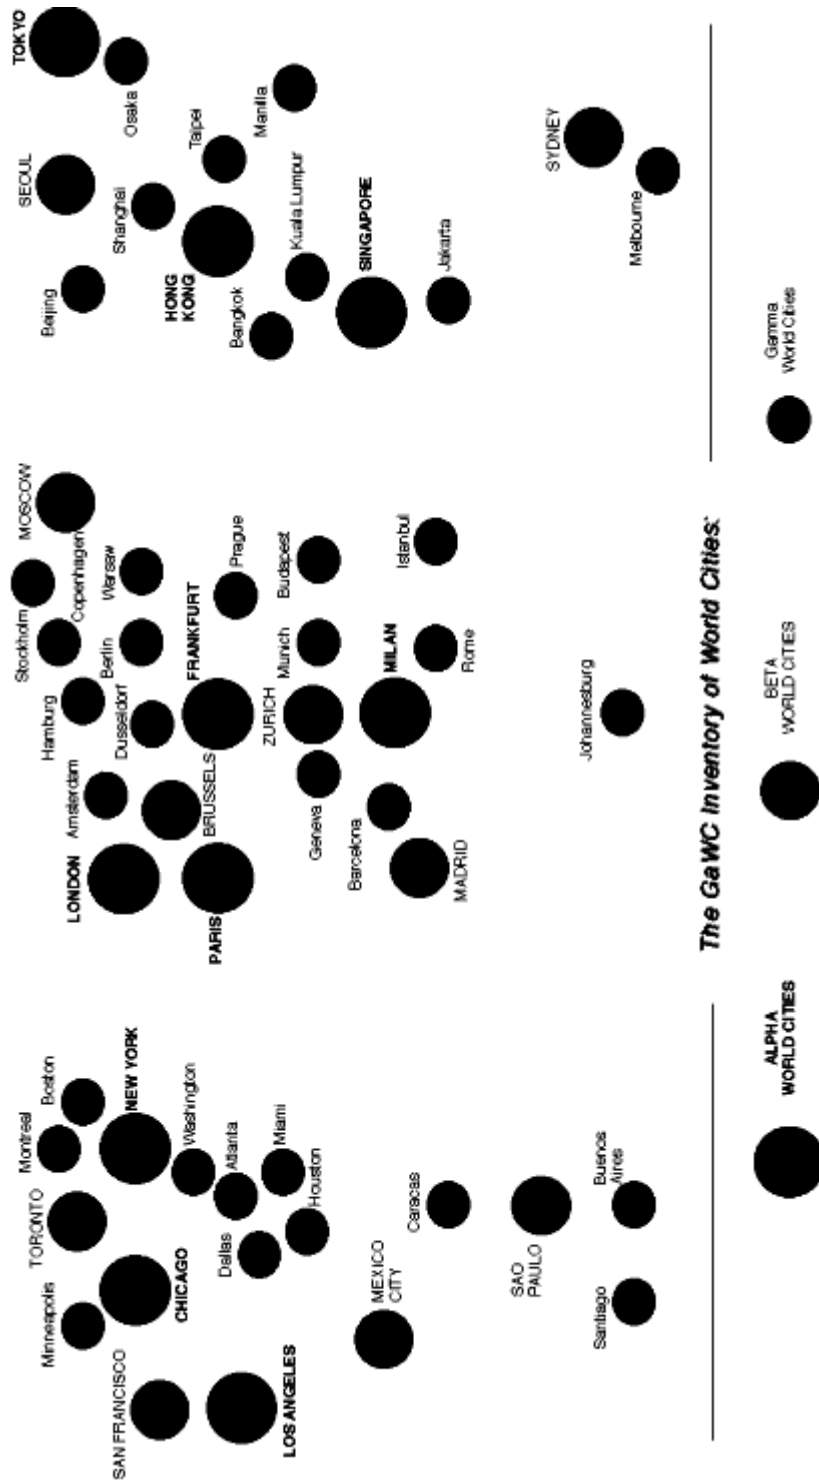 SAN FRANCISCO
LOS ANGELES
Minneapolis
CHICAGO
TORONTO
Montreal
Boston
NEW YORK
Washington
Atlanta
Miami
Houston
Dallas
MEXICO
CITY
Caracas
SAO
PAULO
Santiago
Buenos
Aires
LONDON
PARIS
Amsterdam
BRUSSELS
Hamburg
Dusseldorf
Stockholm
Copenhagen
MOSCOW
Berlin
Warsaw
FRANKFURT
Prague
ZURICH
Geneva
Munich
Budapest
Barcelona
MADRID
MILAN
Rome
Istanbul
Johannesburg
Beijing
SEOUL
TOKYO
Osaka
Shanghai
HONG
KONG
Taipei
Manilla
Bangkok
Kuala Lumpur
SINGAPORE
Jakarta
SYDNEY
Melbourne
The GaWC Inventory of World Cities:
ALPHA
WORLD CITIES
BETA
WORLD CITIES
Gamma
World Cities